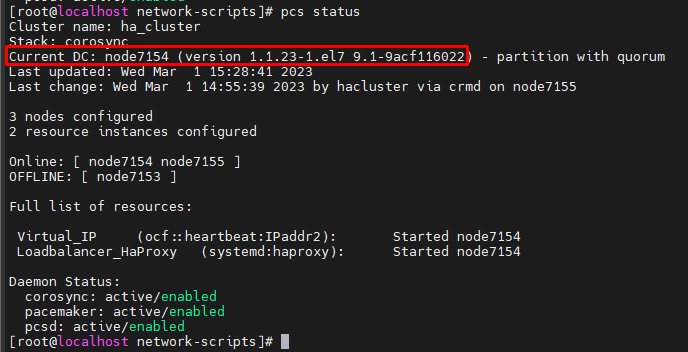 [root@localhost network-scripts]# pcs status
Cluster name: ha_cluster
Stack: corosync
Current DC: node7154 (version 1.1.23-1.el7_9.1-9acf116022) - partition with quorum
Last updated: Wed Mar  1 15:28:41 2023
Last change: Wed Mar  1 14:55:39 2023 by hacluster via crmd on node7155
3 nodes configured
2 resource instances configured
Online: [ node7154 node7155 ]
OFFLINE: [ node7153 ]
Full list of resources:
Virtual_IP     (ocf::heartbeat:IPaddr2):       Started node7154
Loadbalancer_HaProxy   (systemd:haproxy):      Started node7154
Daemon Status:
corosync: active/enabled
pacemaker: active/enabled
pcsd: active/enabled
[root@localhost network-scripts]#